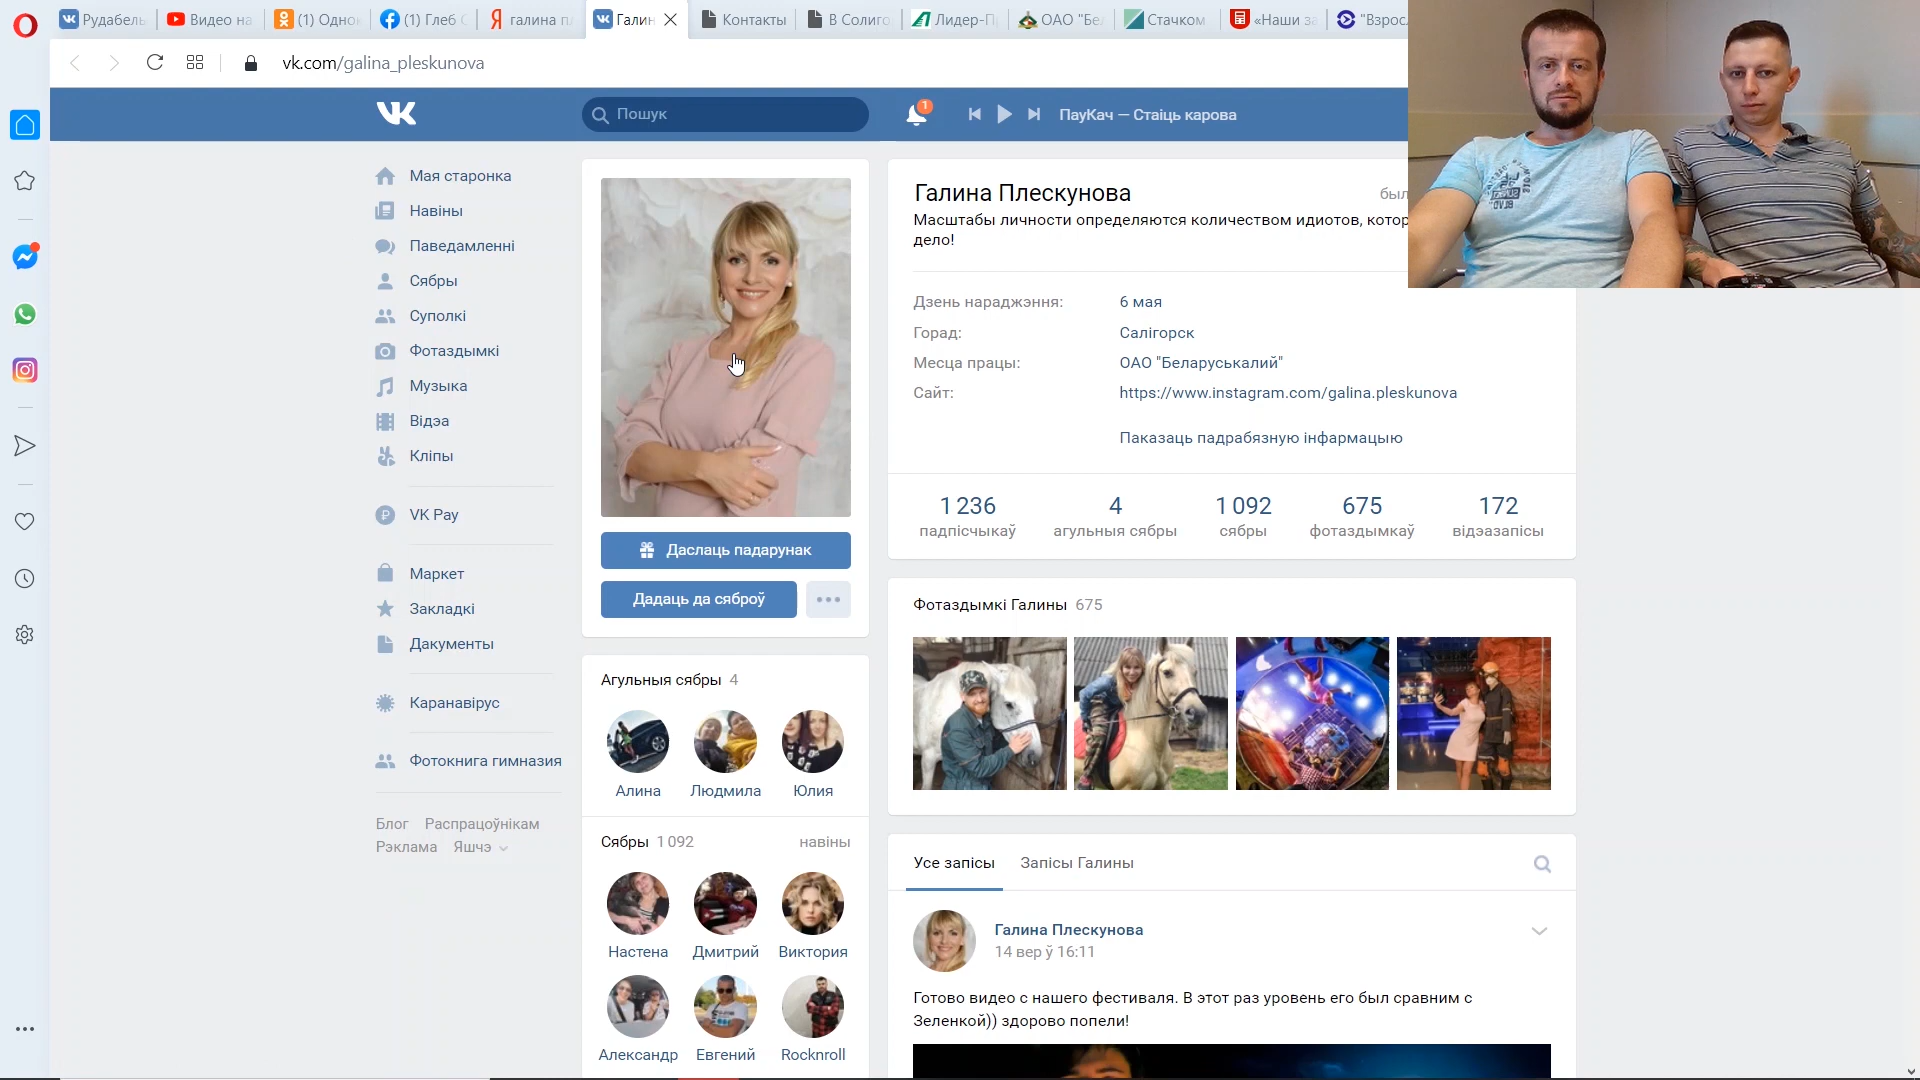 Рудабель
Видео на
(1) Одно
(1) Глеб С
галина пл
Галин
Контакты
В Солиго
Лидер-П
ОАО "Бе
Стачком
«Наши за
"Взрос
vk.com/galina_pleskunova
Пошук
1
ПауКач — Стаіць карова
Мая старонка
Навіны
Паведамленні
Сябры
Суполкі
Фотаздымкі
Музыка
Відэа
Кліпы
VK Pay
Маркет
Закладкі
Дакументы
Каранавірус
Фотокнига гимназия
Блог Распрацоўнікам
Рэклама Яшчэ
Даслаць падарунак
Дадаць да сяброў
Агульныя сябры 4
Алина Людмила Юлия
Сябры 1 092 навіны
Настена Дмитрий Виктория
Александр Евгений Rocknroll
Галина Плескунова был
Масштабы личности определяются количеством идиотов, котор
дело!
Дзень нараджэння: 6 мая
Горад: Салігорск
Месца працы: ОАО "Беларуськалий"
Сайт: https://www.instagram.com/galina.pleskunova
Паказаць падрабязную інфармацыю
1 236 4 1 092 675 172
падпісчыкаў агульныя сябры сябры фотаздымкаў відэазапісы
Фотаздымкі Галины 675
Усе запісы Запісы Галины
Галина Плескунова
14 вер ў 16:11
Готово видео с нашего фестиваля. В этот раз уровень его был сравним с
Зеленкой)) здорово попели!